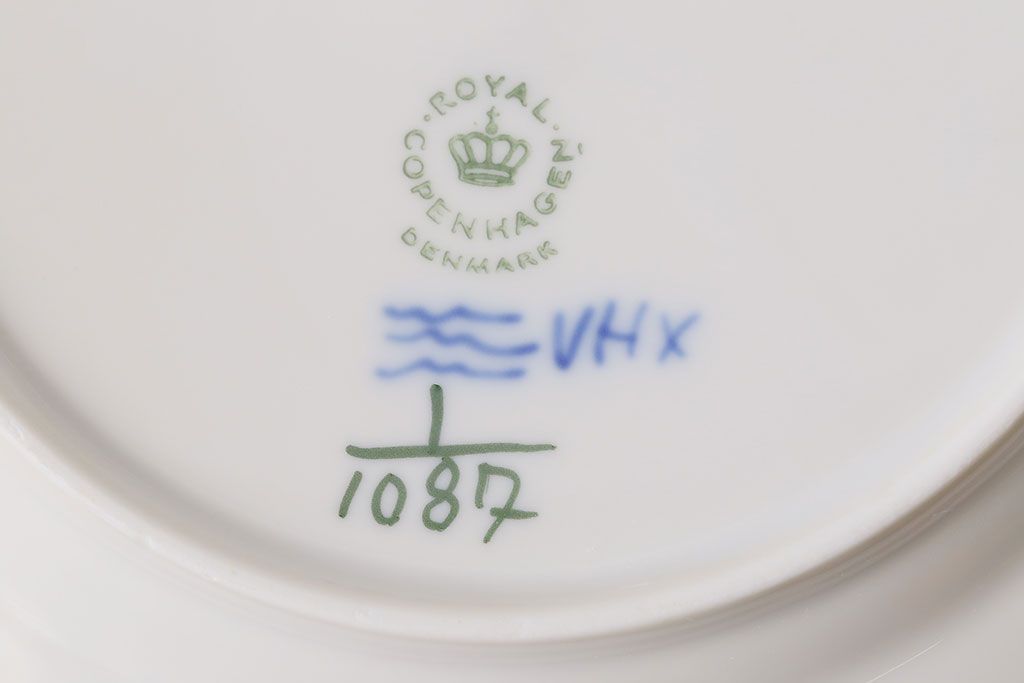 ROYAL
COPENHAGEN
DENMARK
VHX
1
1087